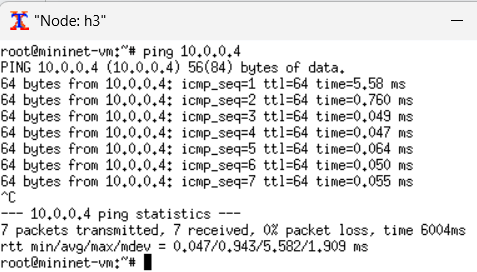 "Node: h3"
root@mininet-vm:~# ping 10.0.0.4
PING 10.0.0.4 (10.0.0.4) 56(84) bytes of data.
64 bytes from 10.0.0.4: icmp_seq=1 ttl=64 time=5.58 ms
64 bytes from 10.0.0.4: icmp_seq=2 ttl=64 time=0.760 ms
64 bytes from 10.0.0.4: icmp_seq=3 ttl=64 time=0.049 ms
64 bytes from 10.0.0.4: icmp_seq=4 ttl=64 time=0.047 ms
64 bytes from 10.0.0.4: icmp_seq=5 ttl=64 time=0.064 ms
64 bytes from 10.0.0.4: icmp_seq=6 ttl=64 time=0.050 ms
64 bytes from 10.0.0.4: icmp_seq=7 ttl=64 time=0.055 ms
^C
--- 10.0.0.4 ping statistics ---
7 packets transmitted, 7 received, 0% packet loss, time 6004ms
rtt min/avg/max/mdev = 0.047/0.943/5.582/1.909 ms
root@mininet-vm:~#